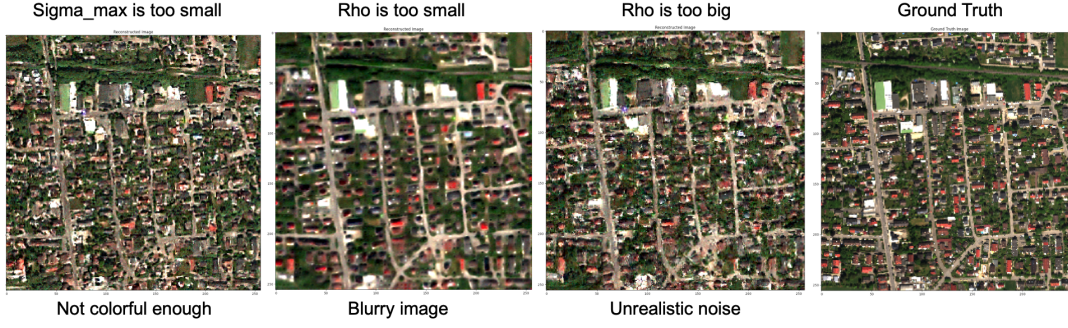 Sigma_max is too small
Rho is too small
Rho is too big
Ground Truth
Reconstructed Image
Reconstructed Image
Reconstructed Image
Ground Truth Image
Not colorful enough
Blurry image
Unrealistic noise